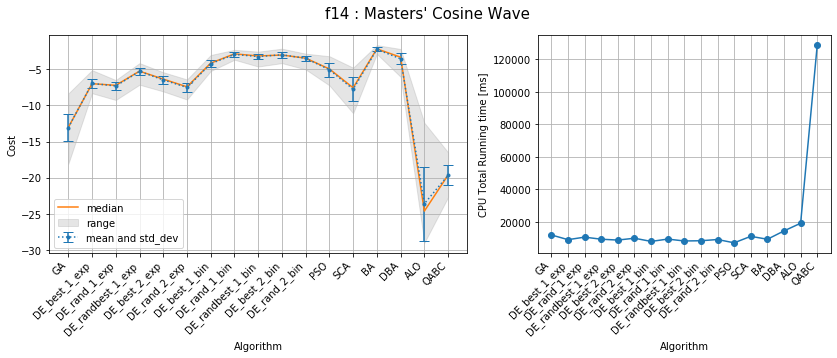 f14 : Masters' Cosine Wave
Cost
−5
−10
−15
−20
−25
−30
median
range
mean and std_dev
GA
DE_best_1_exp
DE_rand_1_exp
DE_randbest_1_exp
DE_best_2_exp
DE_rand_2_exp
DE_best_1_bin
DE_rand_1_bin
DE_randbest_1_bin
DE_best_2_bin
DE_rand_2_bin
PSO
SCA
BA
DBA
ALO
QABC
Algorithm
CPU Total Running time [ms]
120000
100000
80000
60000
40000
20000
GA
DE_best_1_exp
DE_rand_1_exp
DE_randbest_1_exp
DE_best_2_exp
DE_rand_2_exp
DE_best_1_bin
DE_rand_1_bin
DE_randbest_1_bin
DE_best_2_bin
DE_rand_2_bin
PSO
SCA
BA
DBA
ALO
QABC
Algorithm